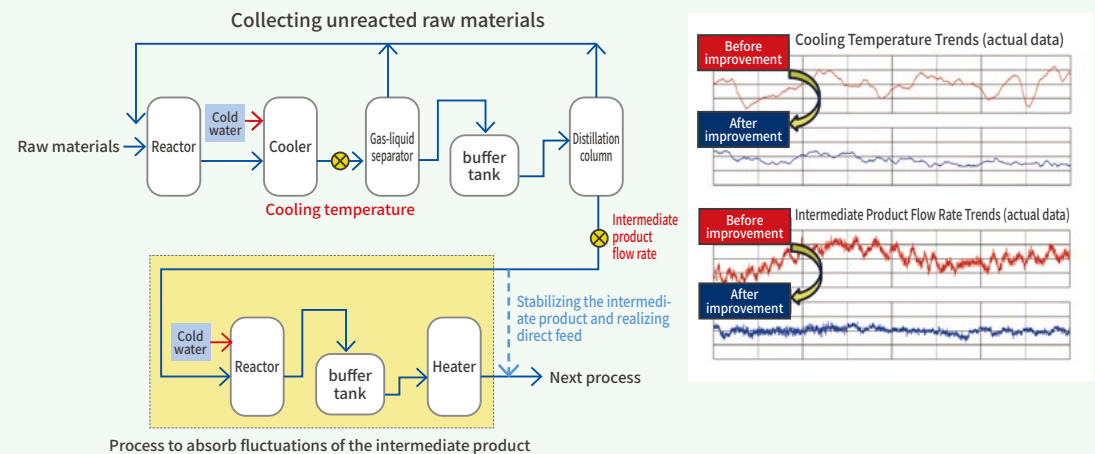 Collecting unreacted raw materials
Raw materials
Reactor
Cold
water
Cooler
Cooling temperature
Gas-liquid
separator
buffer
tank
Distillation
column
Intermediate
product
flow rate
Stabilizing the intermedi-
ate product and realizing
direct feed
Cold
water
Reactor
buffer
tank
Heater
Next process
Process to absorb fluctuations of the intermediate product
Cooling Temperature Trends (actual data)
Before
improvement
After
improvement
Intermediate Product Flow Rate Trends (actual data)
Before
improvement
After
improvement